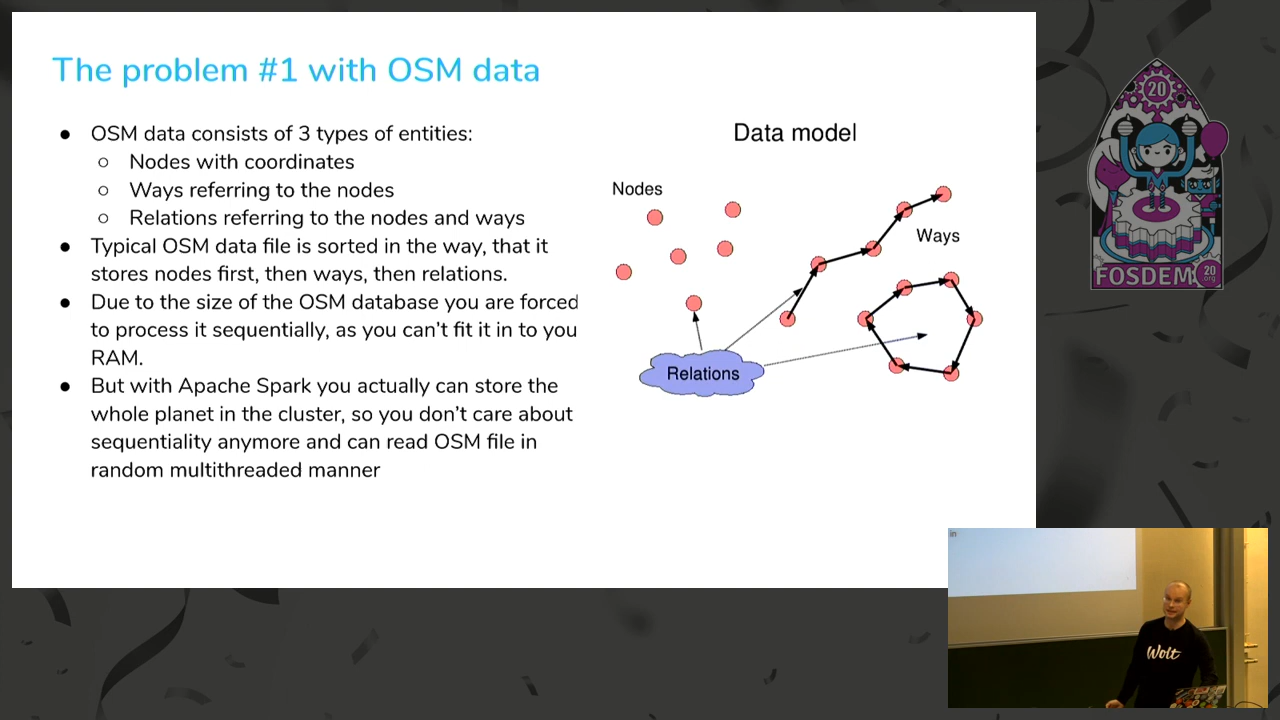 The problem #1 with OSM data
● OSM data consists of 3 types of entities:
○ Nodes with coordinates
○ Ways referring to the nodes
○ Relations referring to the nodes and ways
● Typical OSM data file is sorted in the way, that it
stores nodes first, then ways, then relations.
● Due to the size of the OSM database you are forced
to process it sequentially, as you can't fit it in to you
RAM.
● But with Apache Spark you actually can store the
whole planet in the cluster, so you don't care about
sequentiality anymore and can read OSM file in
random multithreaded manner
Data model
Nodes
Ways
Relations
20
FOSDEM
20
.org
in
Wolt